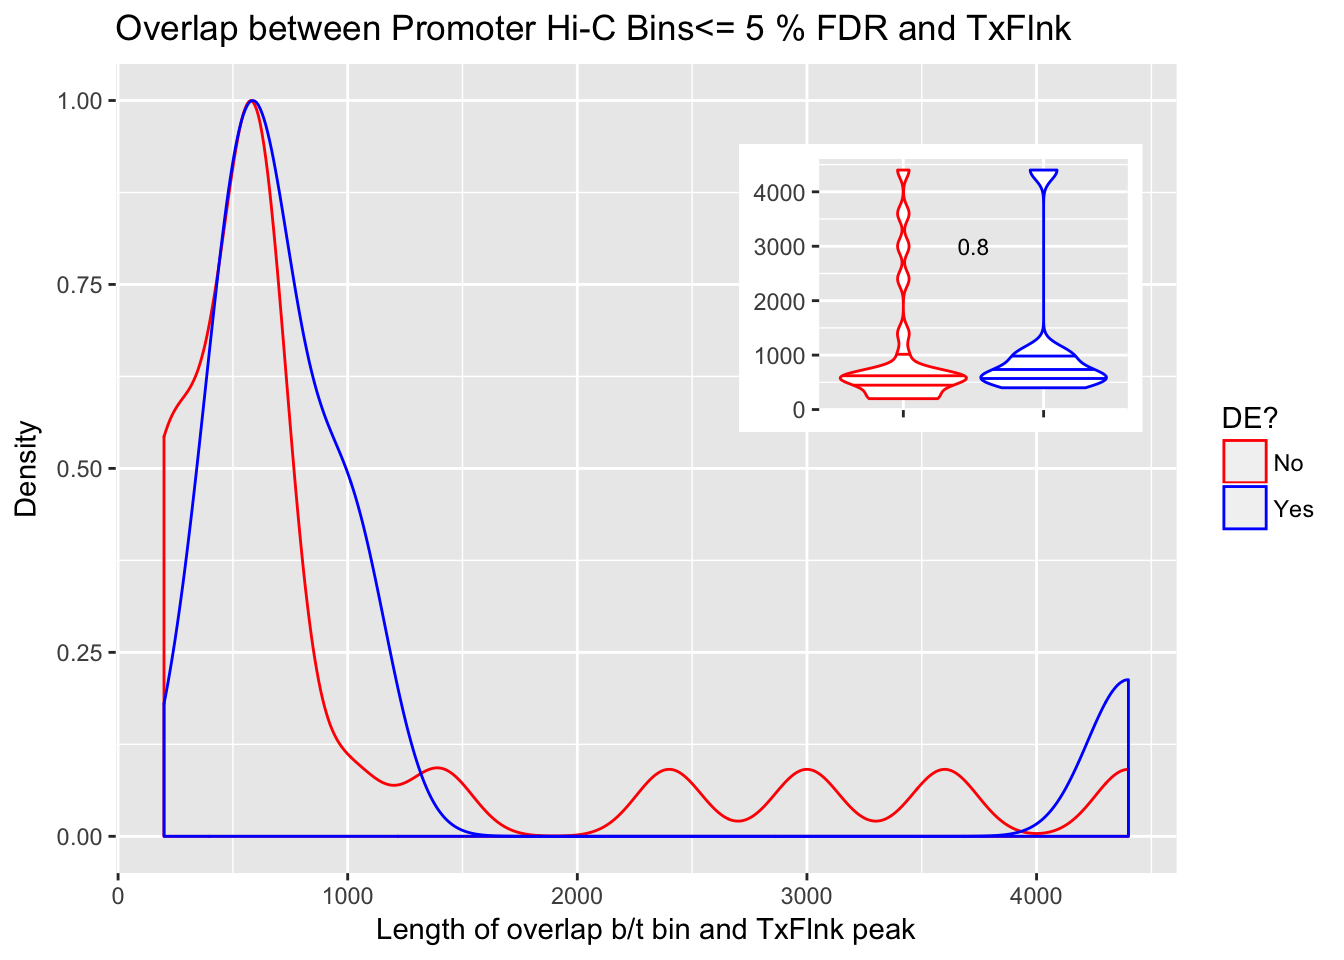 Overlap between Promoter Hi-C Bins<= 5 % FDR and TxFlnk
1.00
0.75
0.50
0.25
0.00
Density
0
1000
2000
3000
4000
Length of overlap b/t bin and TxFlnk peak
4000
3000
2000
1000
0
0.8
DE?
No
Yes